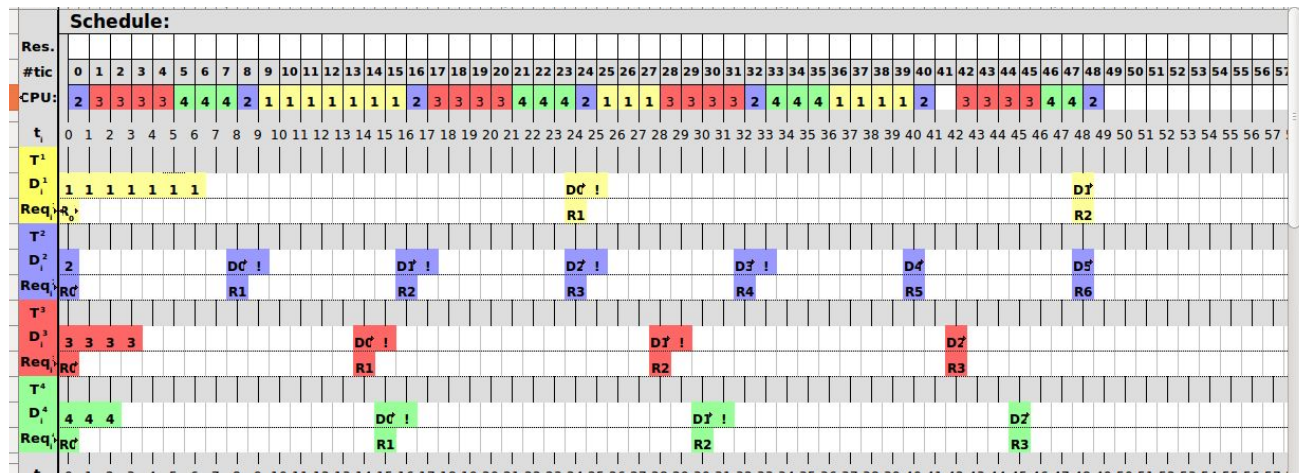 Schedule:
Res.
#tic 0 1 2 3 4 5 6 7 8 9 10 11 12 13 14 15 16 17 18 19 20 21 22 23 24 25 26 27 28 29 30 31 32 33 34 35 36 37 38 39 40 41 42 43 44 45 46 47 48 49 50 51 52 53 54 55 56 57
CPU: 2 3 3 3 3 4 4 4 2 1 1 1 1 1 1 1 2 3 3 3 3 4 4 4 2 1 1 1 3 3 3 3 2 4 4 4 1 1 1 1 2 3 3 3 3 4 4 2
tᵢ 0 1 2 3 4 5 6 7 8 9 10 11 12 13 14 15 16 17 18 19 20 21 22 23 24 25 26 27 28 29 30 31 32 33 34 35 36 37 38 39 40 41 42 43 44 45 46 47 48 49 50 51 52 53 54 55 56 57
T¹
Dᵢ¹ 1 1 1 1 1 1 1 D0 ! D1
Reqᵢ R₀ R1 R2
T²
Dᵢ² 2 D0 ! D1 ! D2 ! D3 ! D4 D5
Reqᵢ R0 R1 R2 R3 R4 R5 R6
T³
Dᵢ³ 3 3 3 3 D0 ! D1 ! D2
Reqᵢ R0 R1 R2 R3
T⁴
Dᵢ⁴ 4 4 4 D0 ! D1 ! D2
Reqᵢ R0 R1 R2 R3